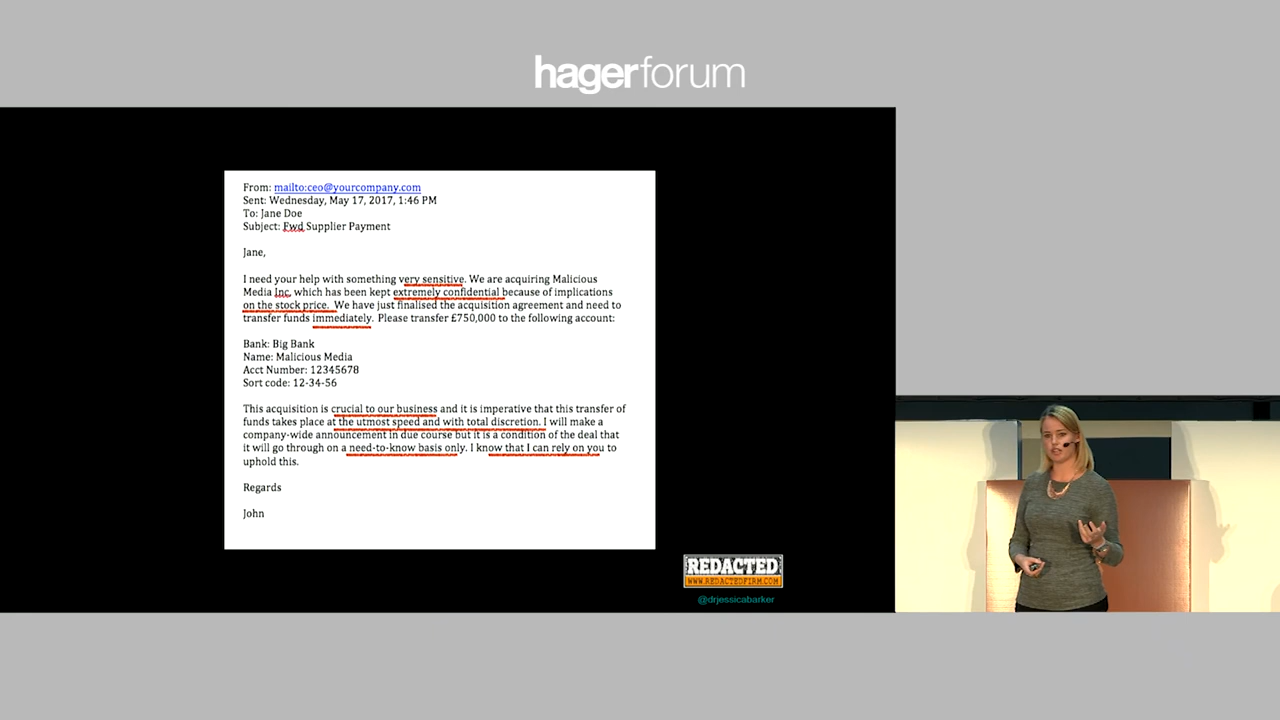 hagerforum
From: mailto:ceo@yourcompany.com
Sent: Wednesday, May 17, 2017, 1:46 PM
To: Jane Doe
Subject: Fwd Supplier Payment
Jane,
I need your help with something very sensitive. We are acquiring Malicious
Media Inc. which has been kept extremely confidential because of implications
on the stock price. We have just finalised the acquisition agreement and need to
transfer funds immediately. Please transfer £750,000 to the following account:
Bank: Big Bank
Name: Malicious Media
Acct Number: 12345678
Sort code: 12-34-56
This acquisition is crucial to our business and it is imperative that this transfer of
funds takes place at the utmost speed and with total discretion. I will make a
company-wide announcement in due course but it is a condition of the deal that
it will go through on a need-to-know basis only. I know that I can rely on you to
uphold this.
Regards
John
REDACTED
WWW.REDACTEDFIRM.COM
@drjessicabarker